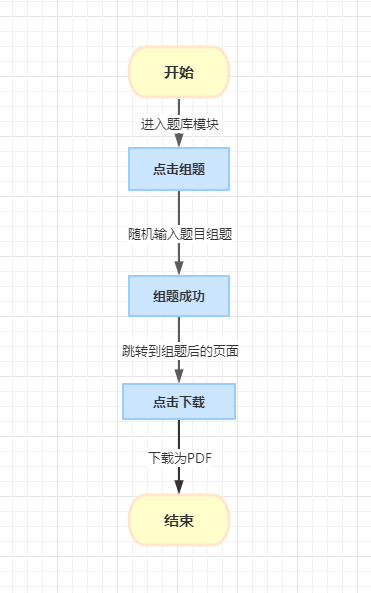 开始
进入题库模块
点击组题
随机输入题目组题
组题成功
跳转到组题后的页面
点击下载
下载为PDF
结束